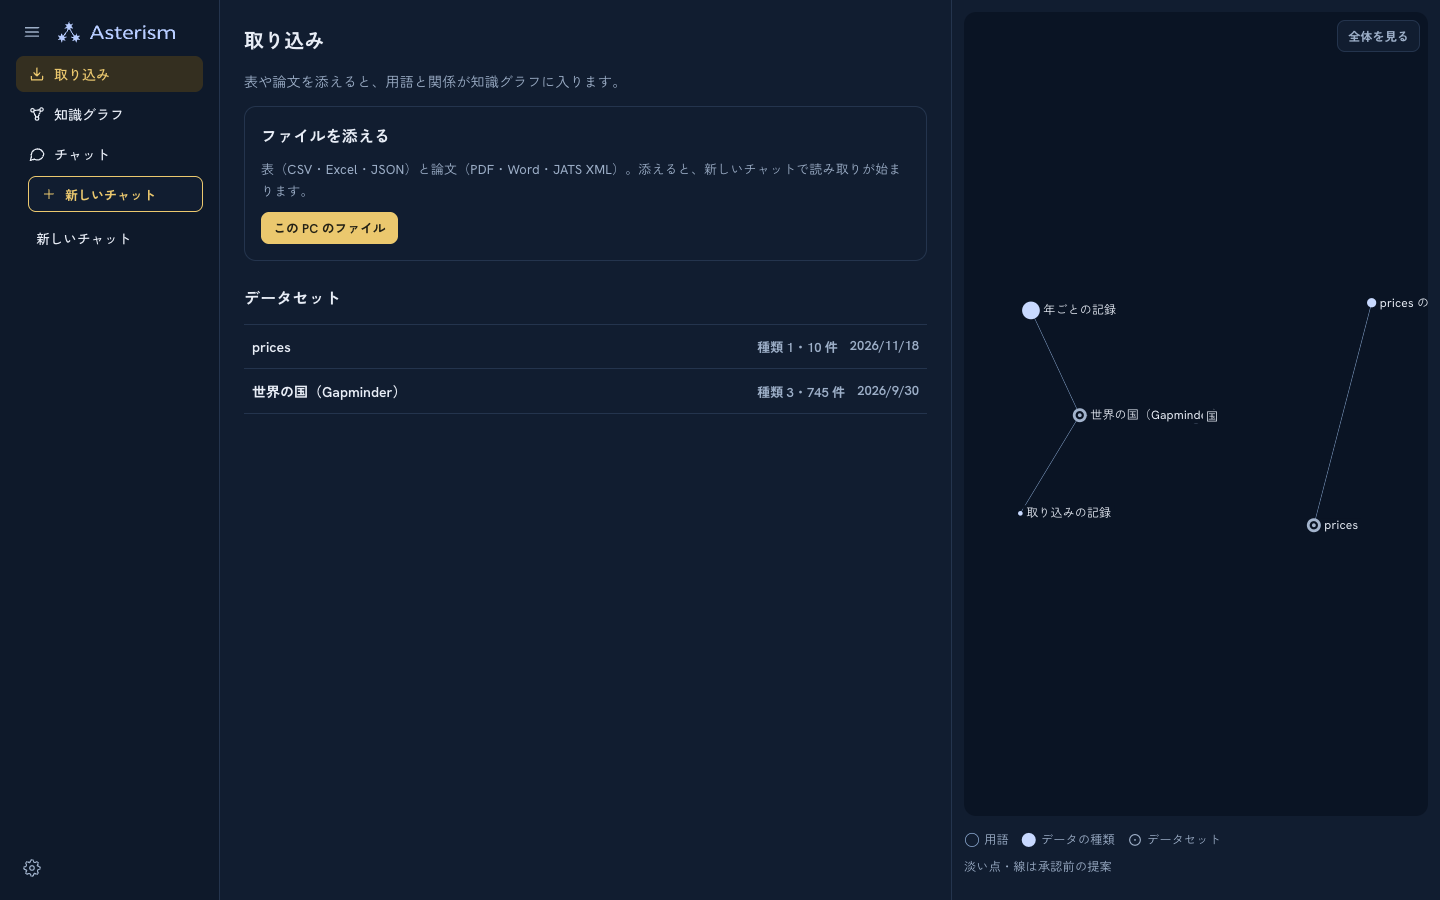 Asterism
取り込み
知識グラフ
チャット
新しいチャット
新しいチャット
取り込み
表や論文を添えると、用語と関係が知識グラフに入ります。
ファイルを添える
表（CSV・Excel・JSON）と論文（PDF・Word・JATS XML）。添えると、新しいチャットで読み取りが始ま
ります。
この PC のファイル
データセット
prices 種類 1・10 件 2026/11/18
世界の国（Gapminder） 種類 3・745 件 2026/9/30
全体を見る
年ごとの記録
prices の
世界の国（Gapmind
国
取り込みの記録
prices
用語 データの種類 データセット
淡い点・線は承認前の提案